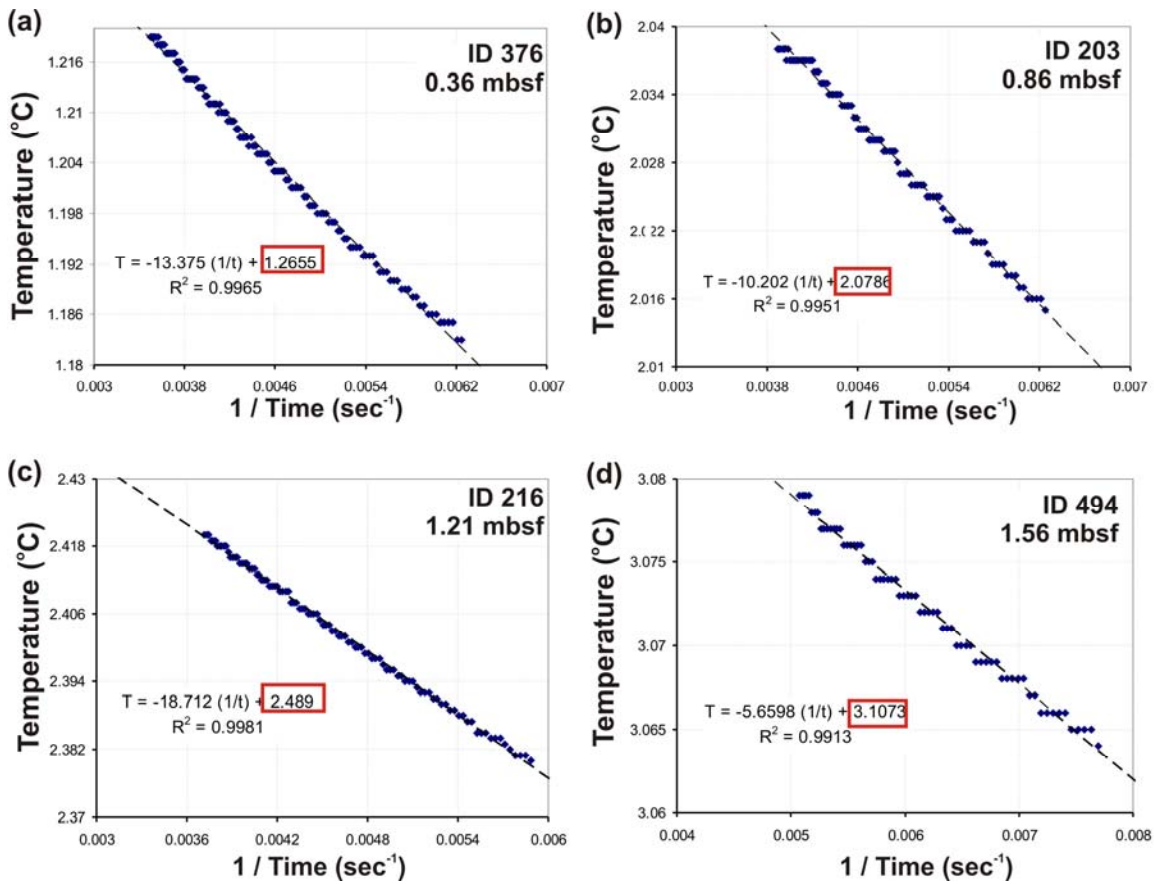 (a)
ID 376
0.36 mbsf
Temperature (°C)
1.216
1.21
1.204
1.198
1.192
1.186
1.18
T = -13.375 (1/t) + 1.2655
R² = 0.9965
0.003 0.0038 0.0046 0.0054 0.0062 0.007
1 / Time (sec⁻¹)
(b)
ID 203
0.86 mbsf
Temperature (°C)
2.04
2.034
2.028
2.022
2.016
2.01
T = -10.202 (1/t) + 2.0786
R² = 0.9951
0.003 0.0038 0.0046 0.0054 0.0062 0.007
1 / Time (sec⁻¹)
(c)
ID 216
1.21 mbsf
Temperature (°C)
2.43
2.418
2.406
2.394
2.382
2.37
T = -18.712 (1/t) + 2.489
R² = 0.9981
0.003 0.0036 0.0042 0.0048 0.0054 0.006
1 / Time (sec⁻¹)
(d)
ID 494
1.56 mbsf
Temperature (°C)
3.08
3.075
3.07
3.065
3.06
T = -5.6598 (1/t) + 3.1073
R² = 0.9913
0.004 0.005 0.006 0.007 0.008
1 / Time (sec⁻¹)